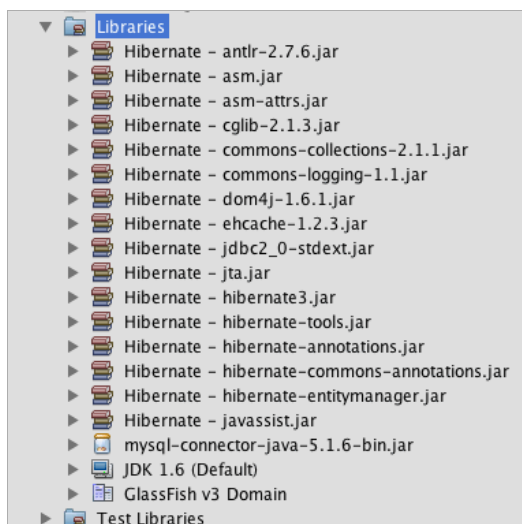 Libraries
Hibernate – antlr-2.7.6.jar
Hibernate – asm.jar
Hibernate – asm-attrs.jar
Hibernate – cglib-2.1.3.jar
Hibernate – commons-collections-2.1.1.jar
Hibernate – commons-logging-1.1.jar
Hibernate – dom4j-1.6.1.jar
Hibernate – ehcache-1.2.3.jar
Hibernate – jdbc2_0-stdext.jar
Hibernate – jta.jar
Hibernate – hibernate3.jar
Hibernate – hibernate-tools.jar
Hibernate – hibernate-annotations.jar
Hibernate – hibernate-commons-annotations.jar
Hibernate – hibernate-entitymanager.jar
Hibernate – javassist.jar
mysql-connector-java-5.1.6-bin.jar
JDK 1.6 (Default)
GlassFish v3 Domain
Test Libraries